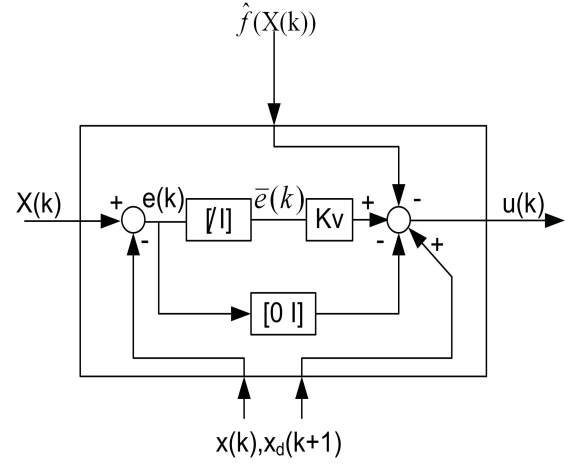 f̂(X(k))
X(k)
+
e(k)
-
ē(k)
Kv
+
-
-
+
u(k)
[0 I]
x(k),x_d(k+1)